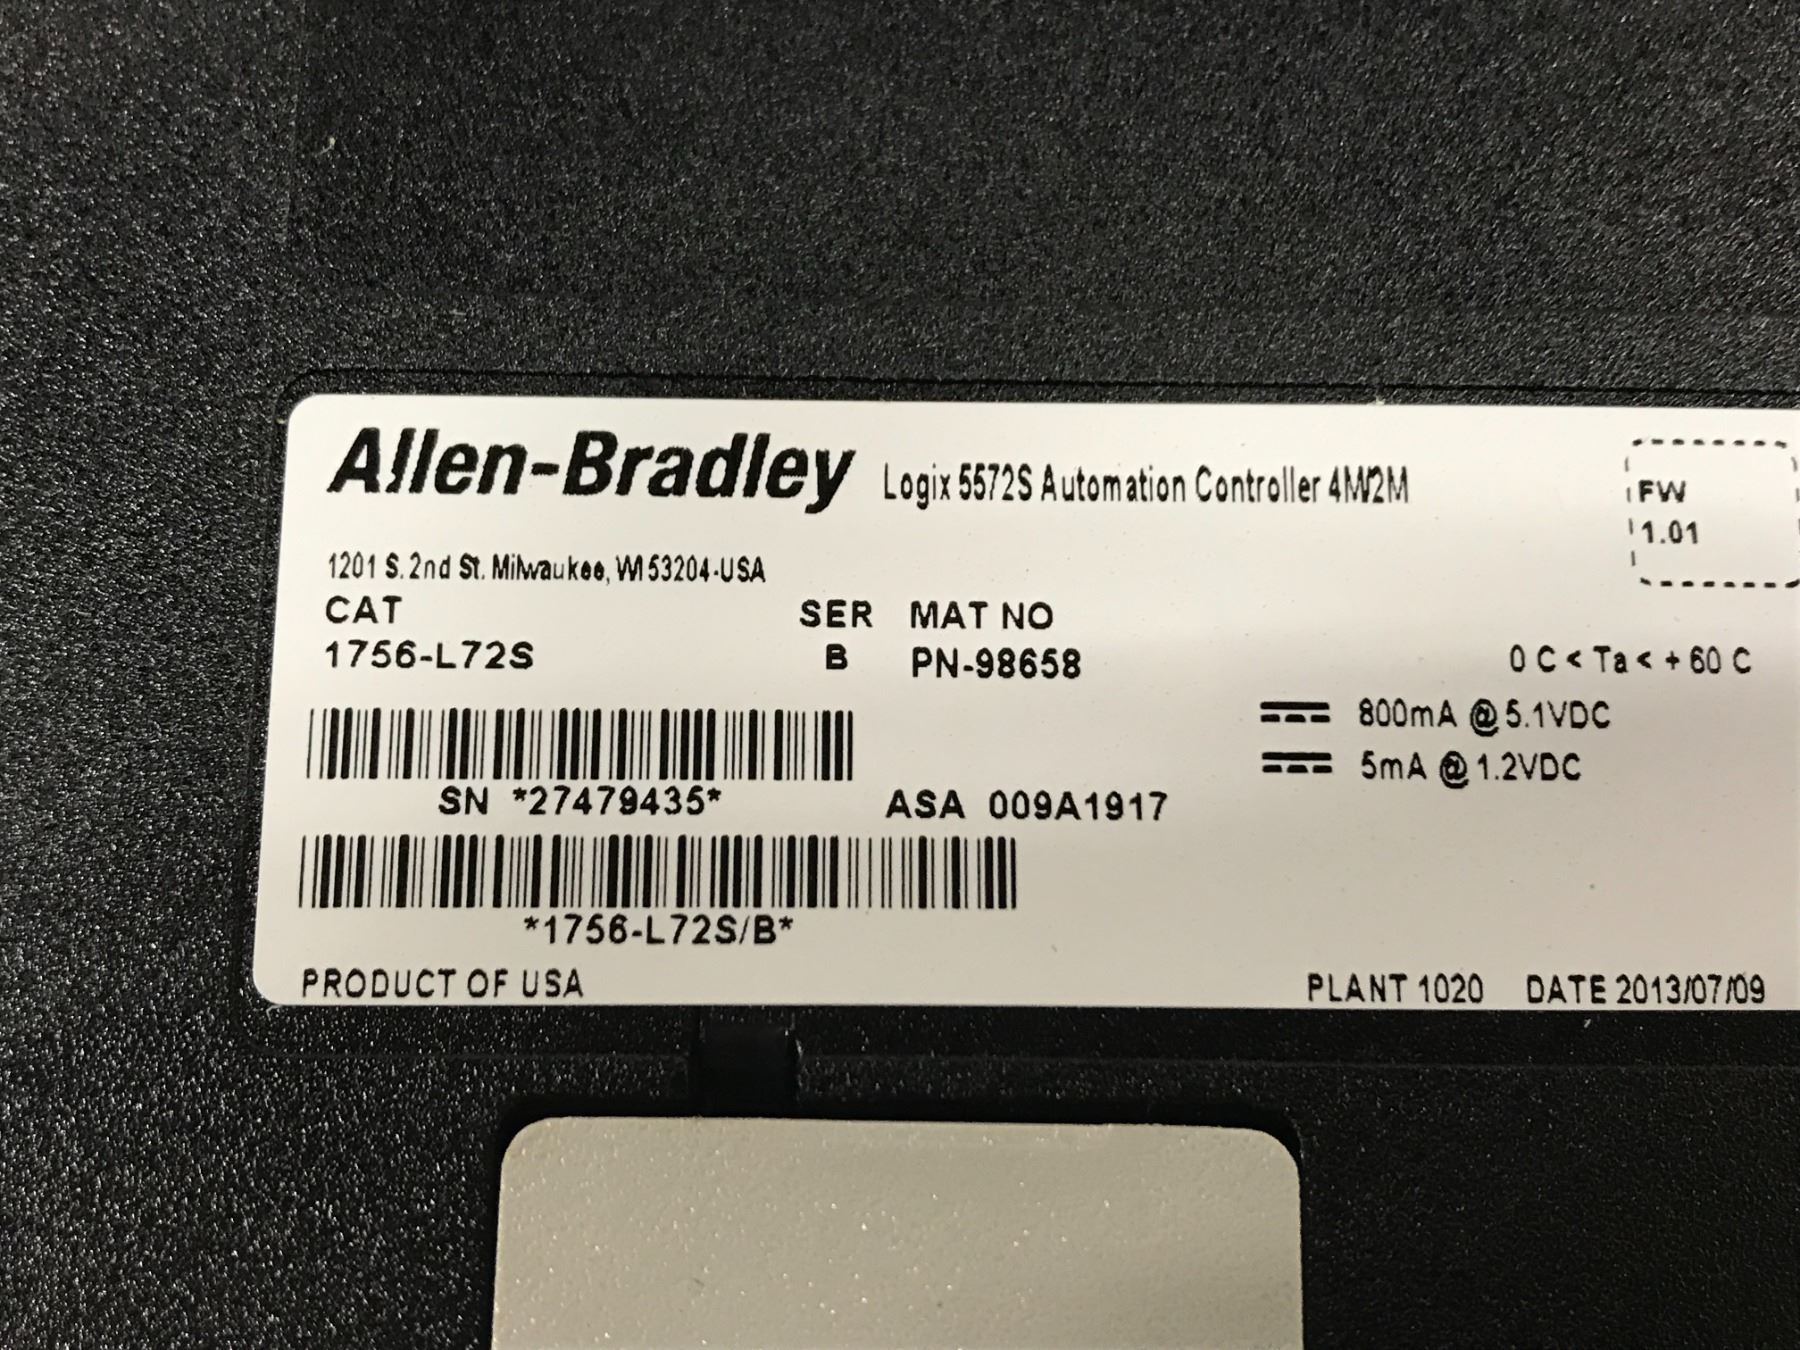 Allen-Bradley Logix 5572S Automation Controller 4M/2M
FW
1.01
1201 S. 2nd St. Milwaukee, WI 53204-USA
CAT SER MAT NO
1756-L72S B PN-98658
0 C < Ta < + 60 C
800mA @ 5.1VDC
5mA @ 1.2VDC
SN *27479435* ASA 009A1917
*1756-L72S/B*
PRODUCT OF USA PLANT 1020 DATE 2013/07/09